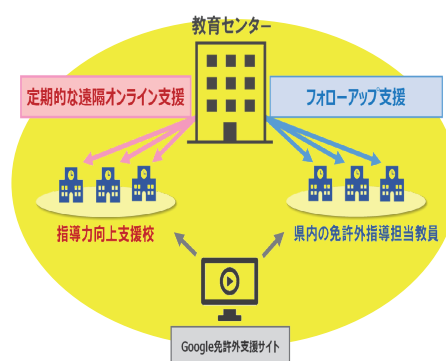 教育センター
定期的な遠隔オンライン支援
フォローアップ支援
指導力向上支援校
県内の免許外指導担当教員
Google免許外支援サイト